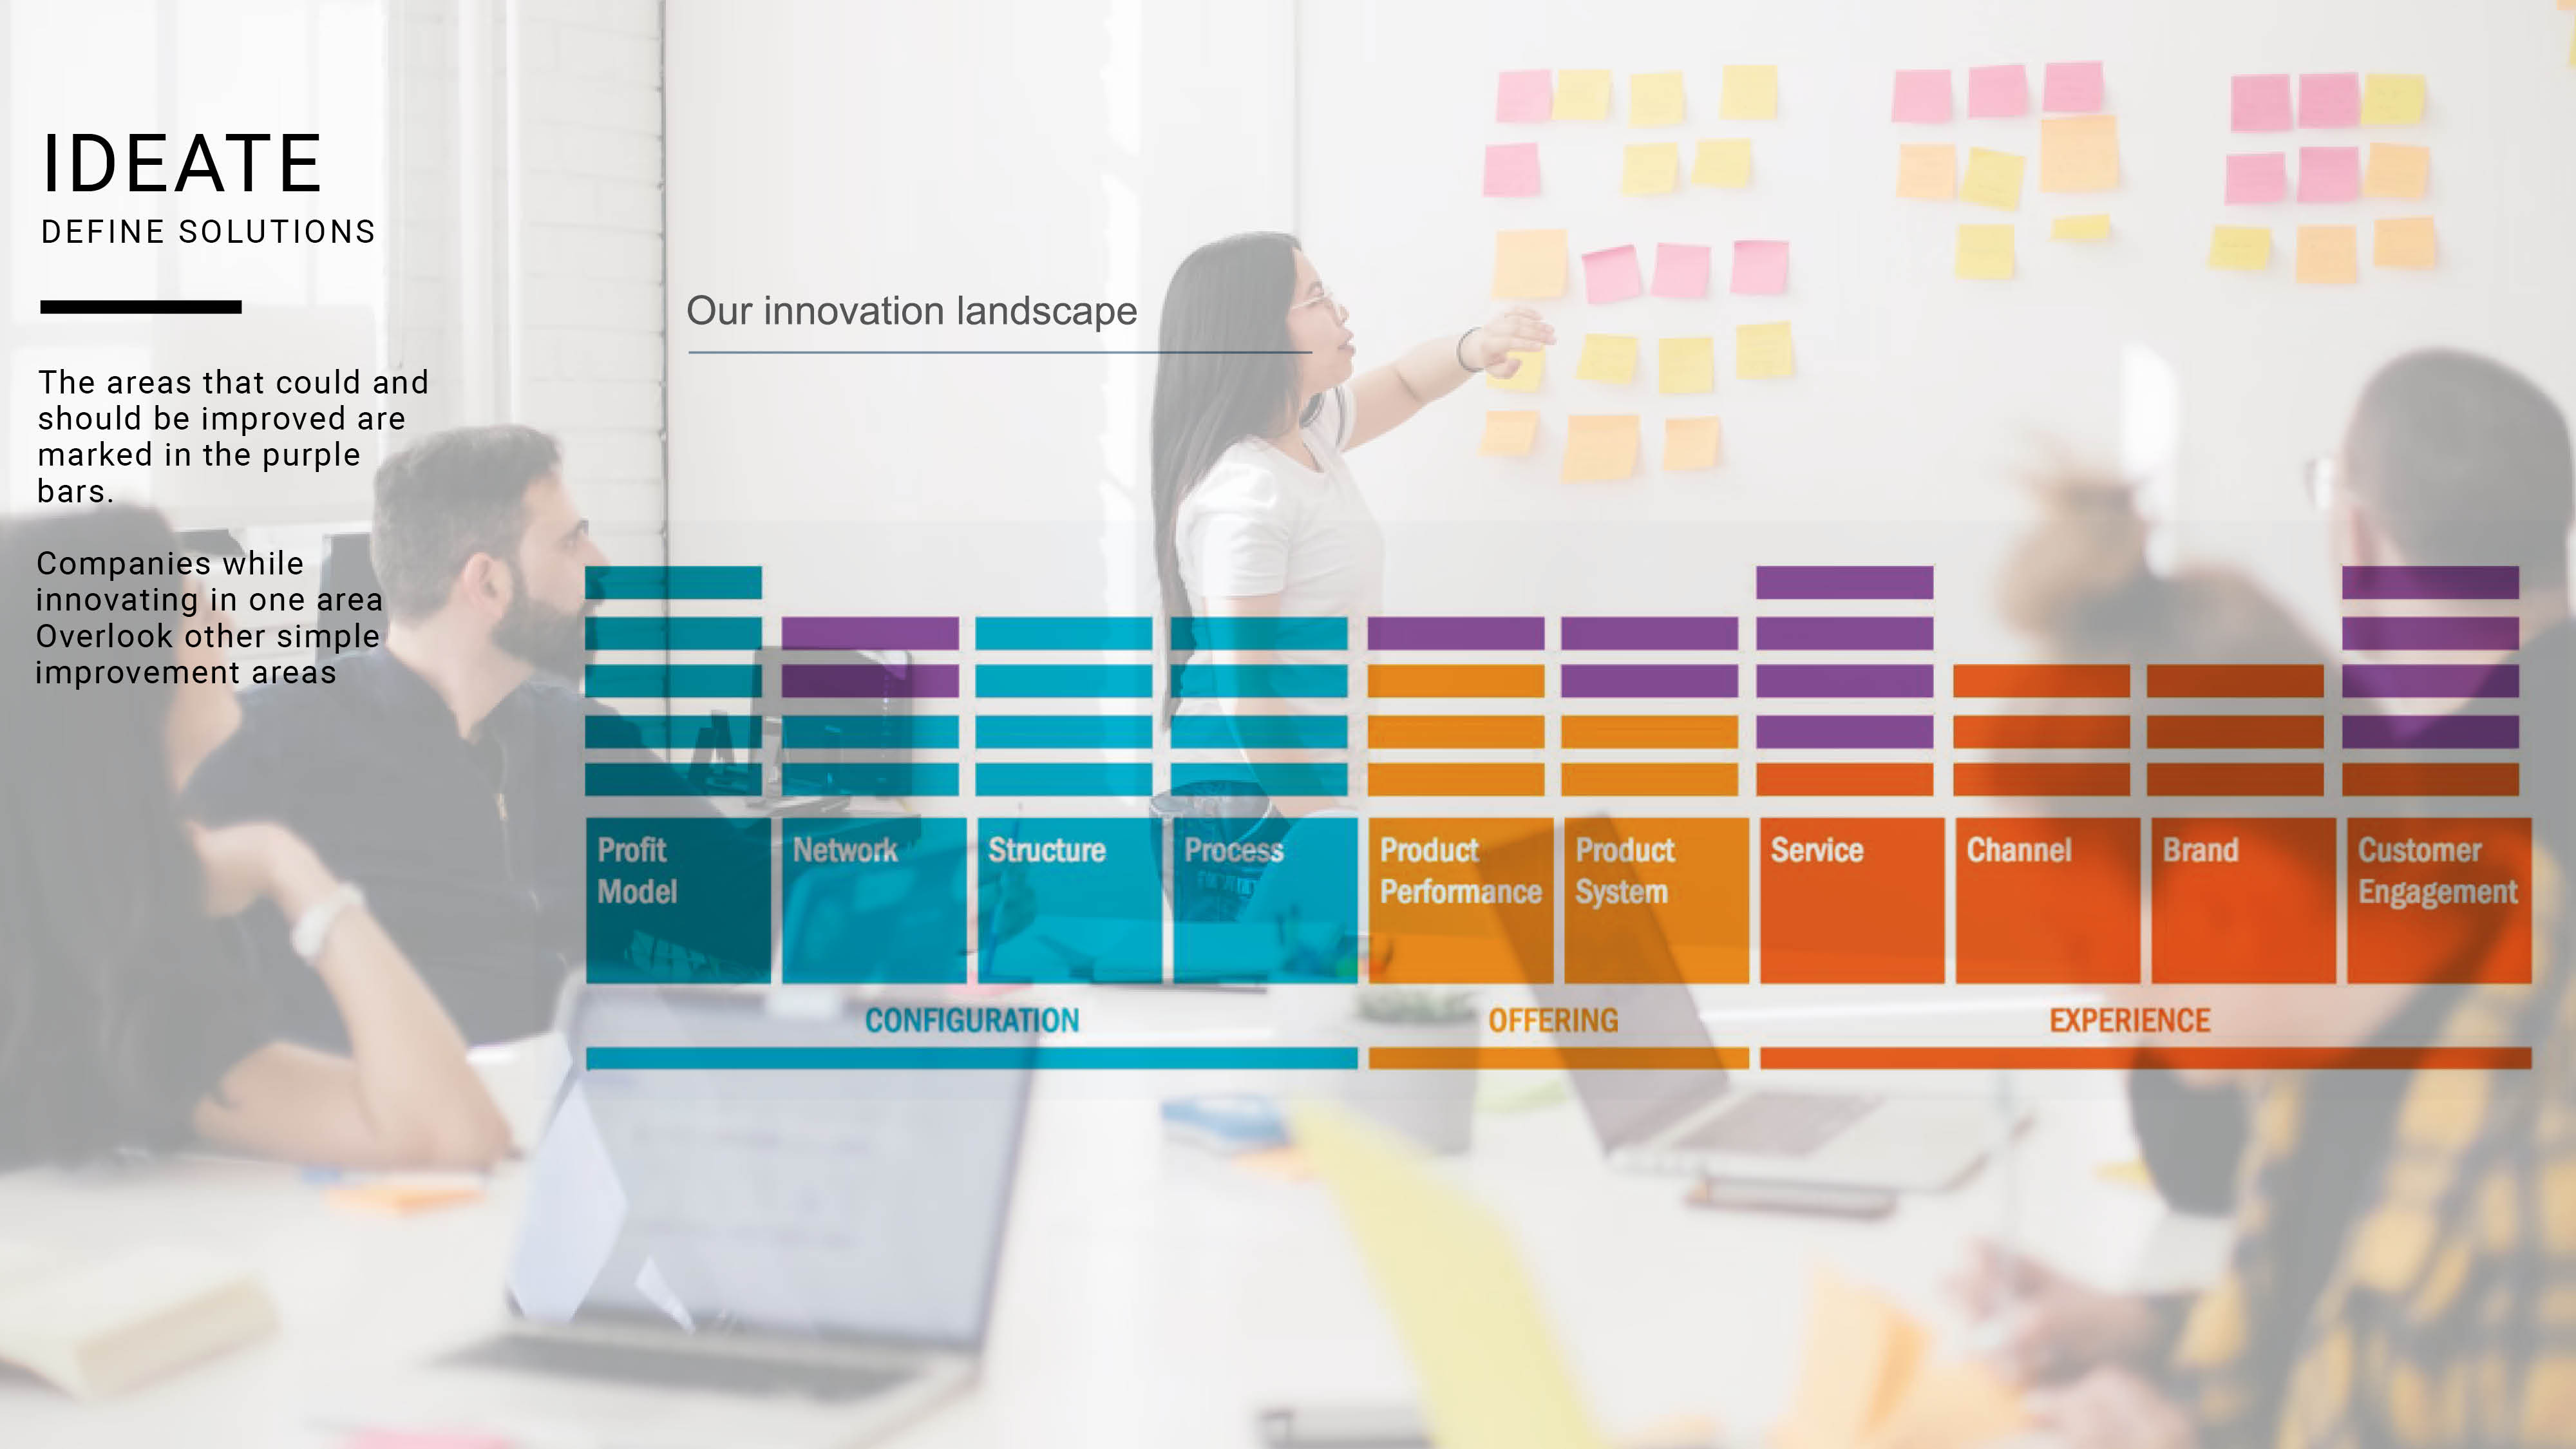 IDEATE
DEFINE SOLUTIONS
The areas that could and
should be improved are
marked in the purple
bars.
Companies while
innovating in one area
Overlook other simple
improvement areas
Our innovation landscape
Profit
Model
Network
Structure
Process
Product
Performance
Product
System
Service
Channel
Brand
Customer
Engagement
CONFIGURATION
OFFERING
EXPERIENCE